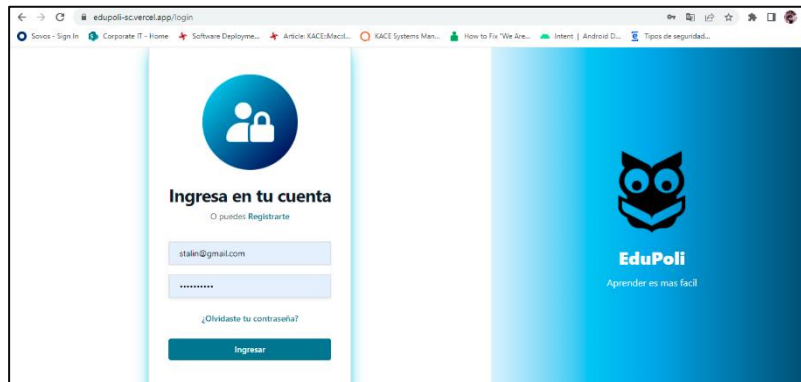 edupoli-sc.vercel.app/login
Sovos - Sign In Corporate IT - Home Software Deployme... Article: KACE::MacsI... KACE Systems Man... How to Fix "We Are... Intent | Android D... Tipos de seguridad...
Ingresa en tu cuenta
O puedes Registrarte
stalin@gmail.com
••••••••••
¿Olvidaste tu contraseña?
Ingresar
EduPoli
Aprender es mas facil